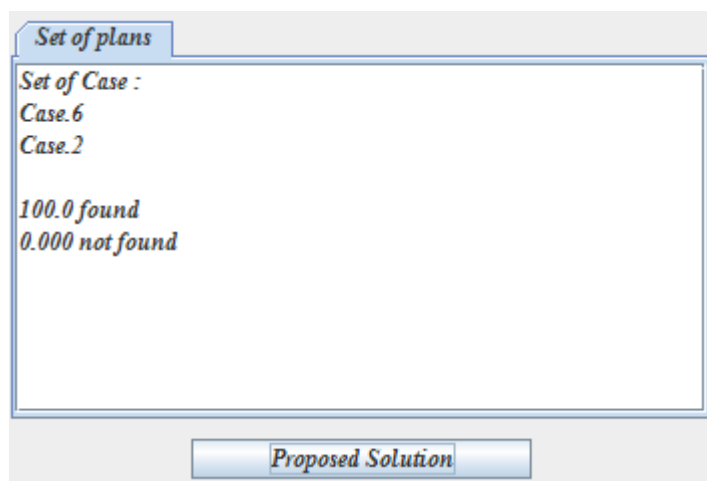 Set of plans
Set of Case :
Case.6
Case.2
100.0 found
0.000 not found
Proposed Solution